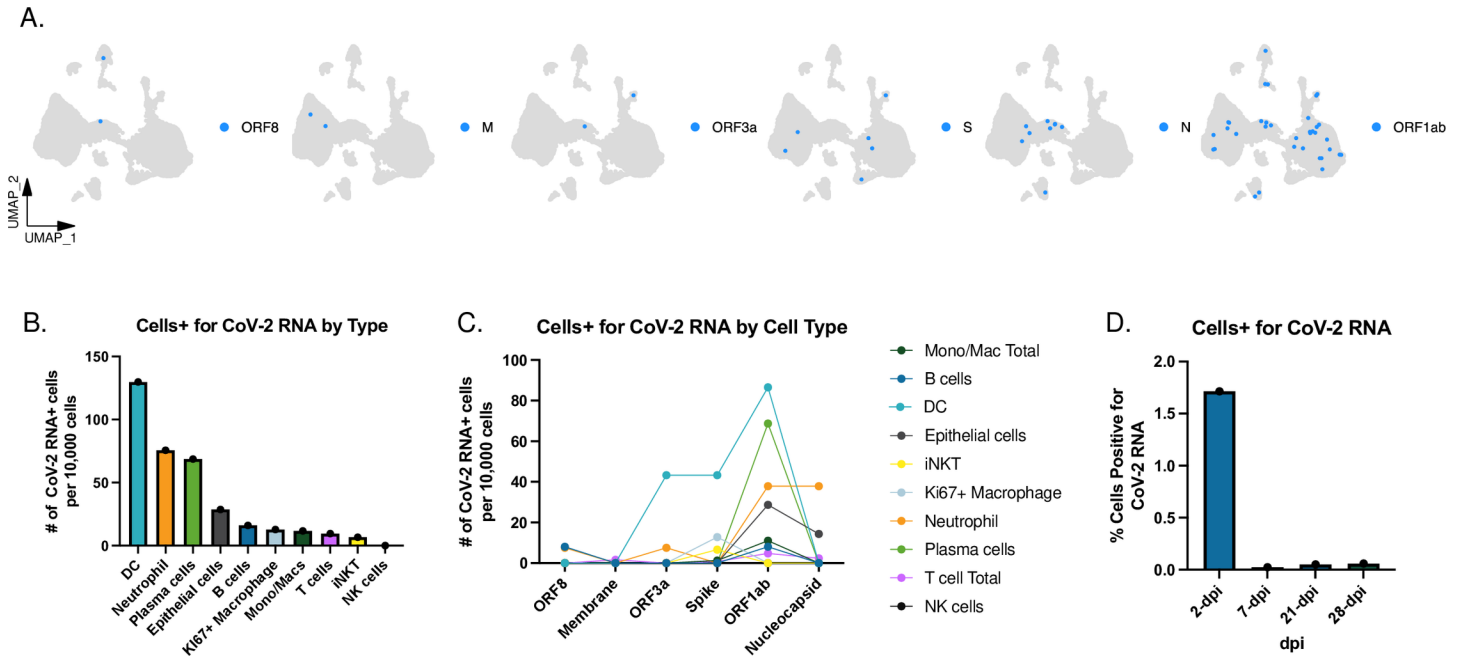 A.
ORF8
M
ORF3a
S
N
ORF1ab
UMAP_2
UMAP_1
B.
Cells+ for CoV-2 RNA by Type
# of CoV-2 RNA+ cells
per 10,000 cells
150
100
50
0
DC
Neutrophil
Plasma cells
Epithelial cells
B cells
KI67+ Macrophage
Mono/Macs
T cells
iNKT
NK cells
C.
Cells+ for CoV-2 RNA by Cell Type
# of CoV-2 RNA+ cells
per 10,000 cells
100
80
60
40
20
0
ORF8
Membrane
ORF3a
Spike
ORF1ab
Nucleocapsid
Mono/Mac Total
B cells
DC
Epithelial cells
iNKT
Ki67+ Macrophage
Neutrophil
Plasma cells
T cell Total
NK cells
D.
Cells+ for CoV-2 RNA
% Cells Positive for
CoV-2 RNA
2.0
1.5
1.0
0.5
0.0
2-dpi
7-dpi
21-dpi
28-dpi
dpi